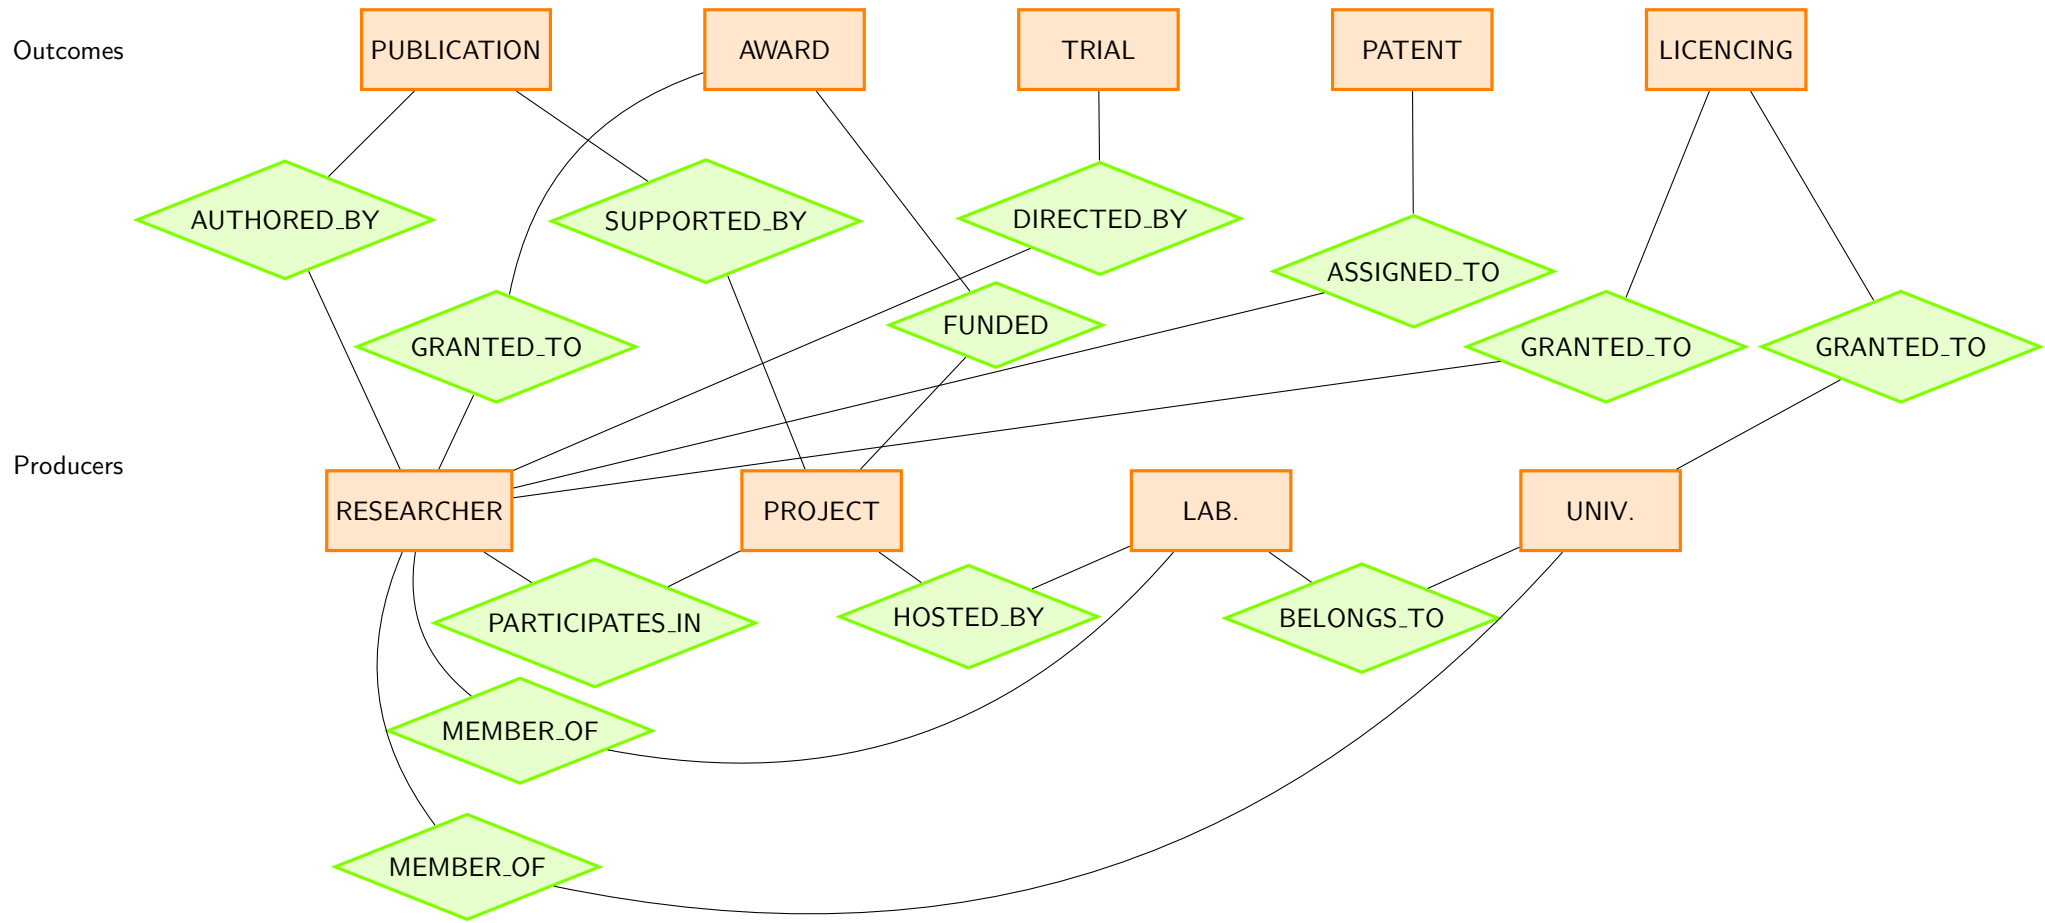 Outcomes
PUBLICATION
AWARD
TRIAL
PATENT
LICENCING
AUTHORED_BY
SUPPORTED_BY
DIRECTED_BY
ASSIGNED_TO
FUNDED
GRANTED_TO
GRANTED_TO
GRANTED_TO
Producers
RESEARCHER
PROJECT
LAB.
UNIV.
PARTICIPATES_IN
HOSTED_BY
BELONGS_TO
MEMBER_OF
MEMBER_OF